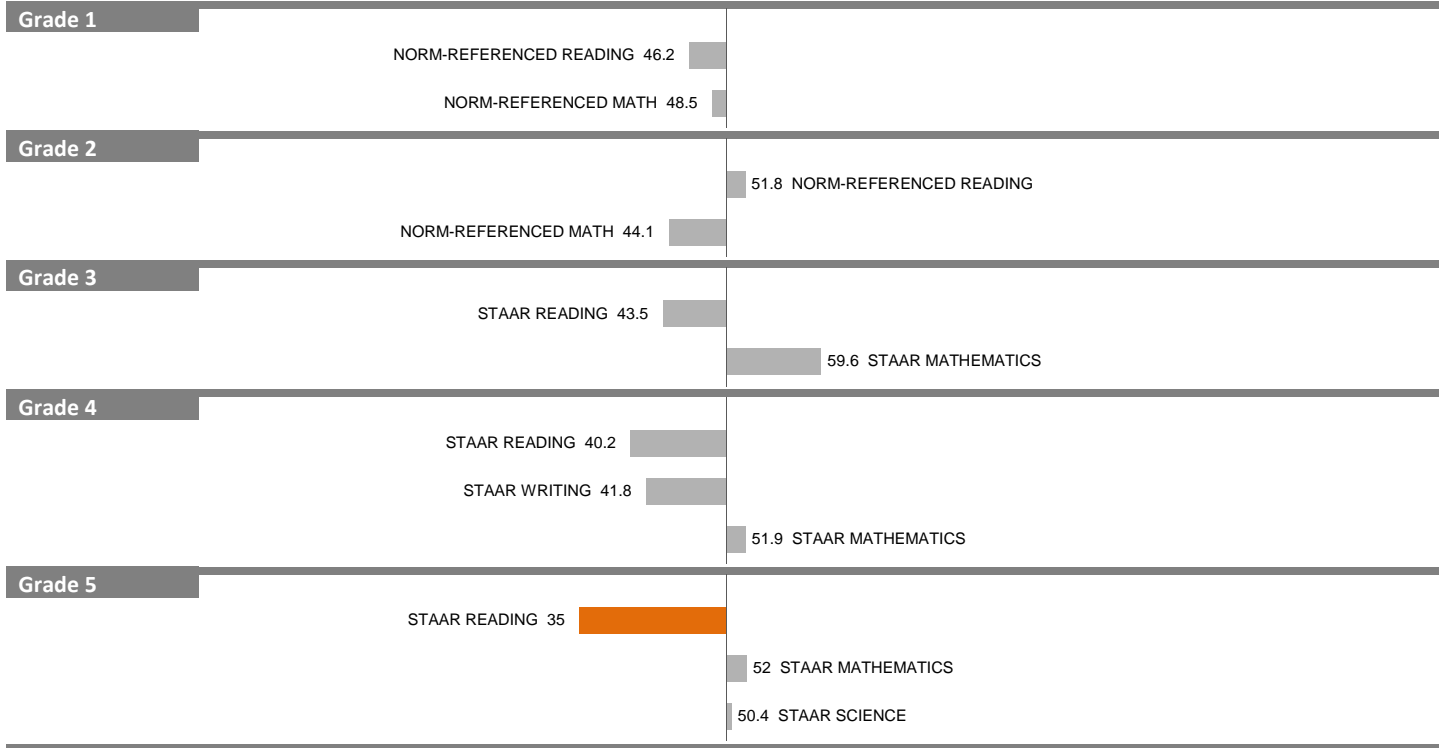 Grade 1
NORM-REFERENCED READING 46.2
NORM-REFERENCED MATH 48.5
Grade 2
51.8 NORM-REFERENCED READING
NORM-REFERENCED MATH 44.1
Grade 3
STAAR READING 43.5
59.6 STAAR MATHEMATICS
Grade 4
STAAR READING 40.2
STAAR WRITING 41.8
51.9 STAAR MATHEMATICS
Grade 5
STAAR READING 35
52 STAAR MATHEMATICS
50.4 STAAR SCIENCE